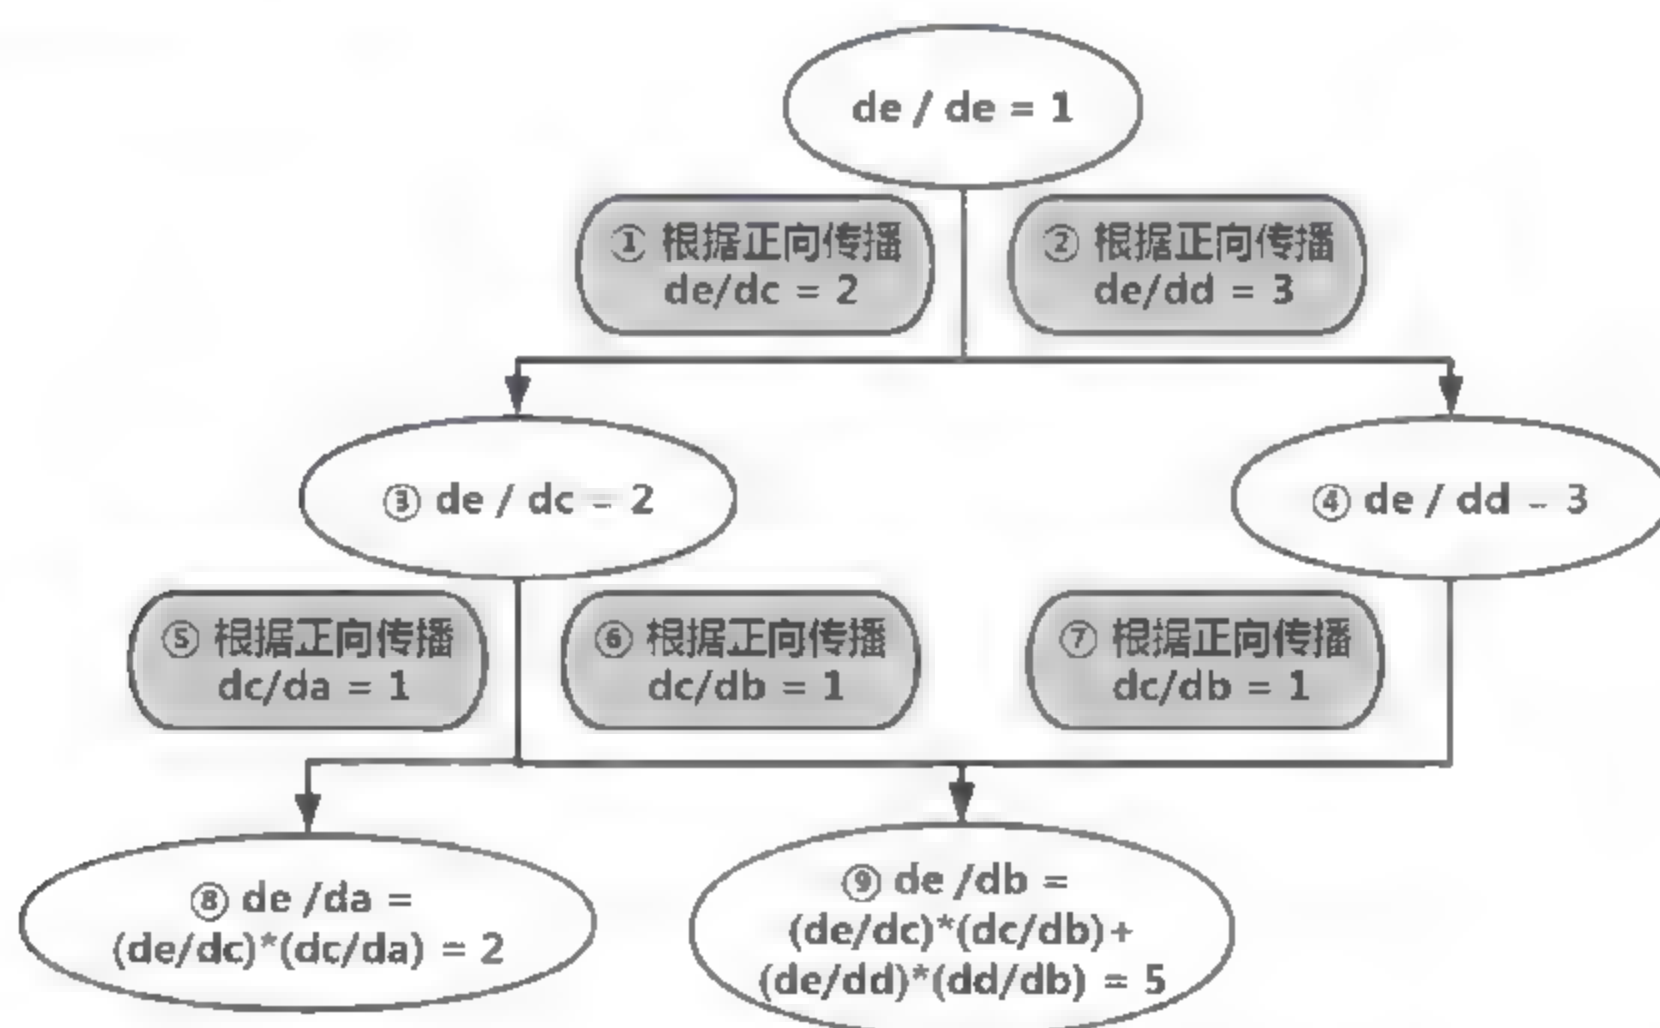 de / de = 1
① 根据正向传播
de/dc = 2
② 根据正向传播
de/dd = 3
③ de / dc = 2
④ de / dd = 3
⑤ 根据正向传播
dc/da = 1
⑥ 根据正向传播
dc/db = 1
⑦ 根据正向传播
dc/db = 1
⑧ de /da =
(de/dc)*(dc/da) = 2
⑨ de /db =
(de/dc)*(dc/db)+
(de/dd)*(dd/db) = 5